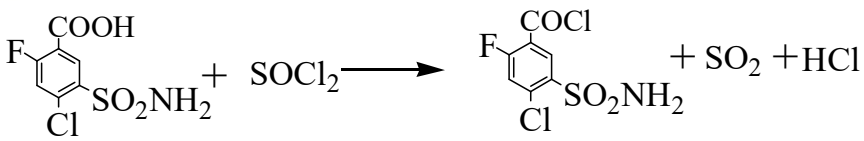 COOH
F
SO₂NH₂
Cl
+ SOCl₂
COCl
F
SO₂NH₂
Cl
+ SO₂ + HCl